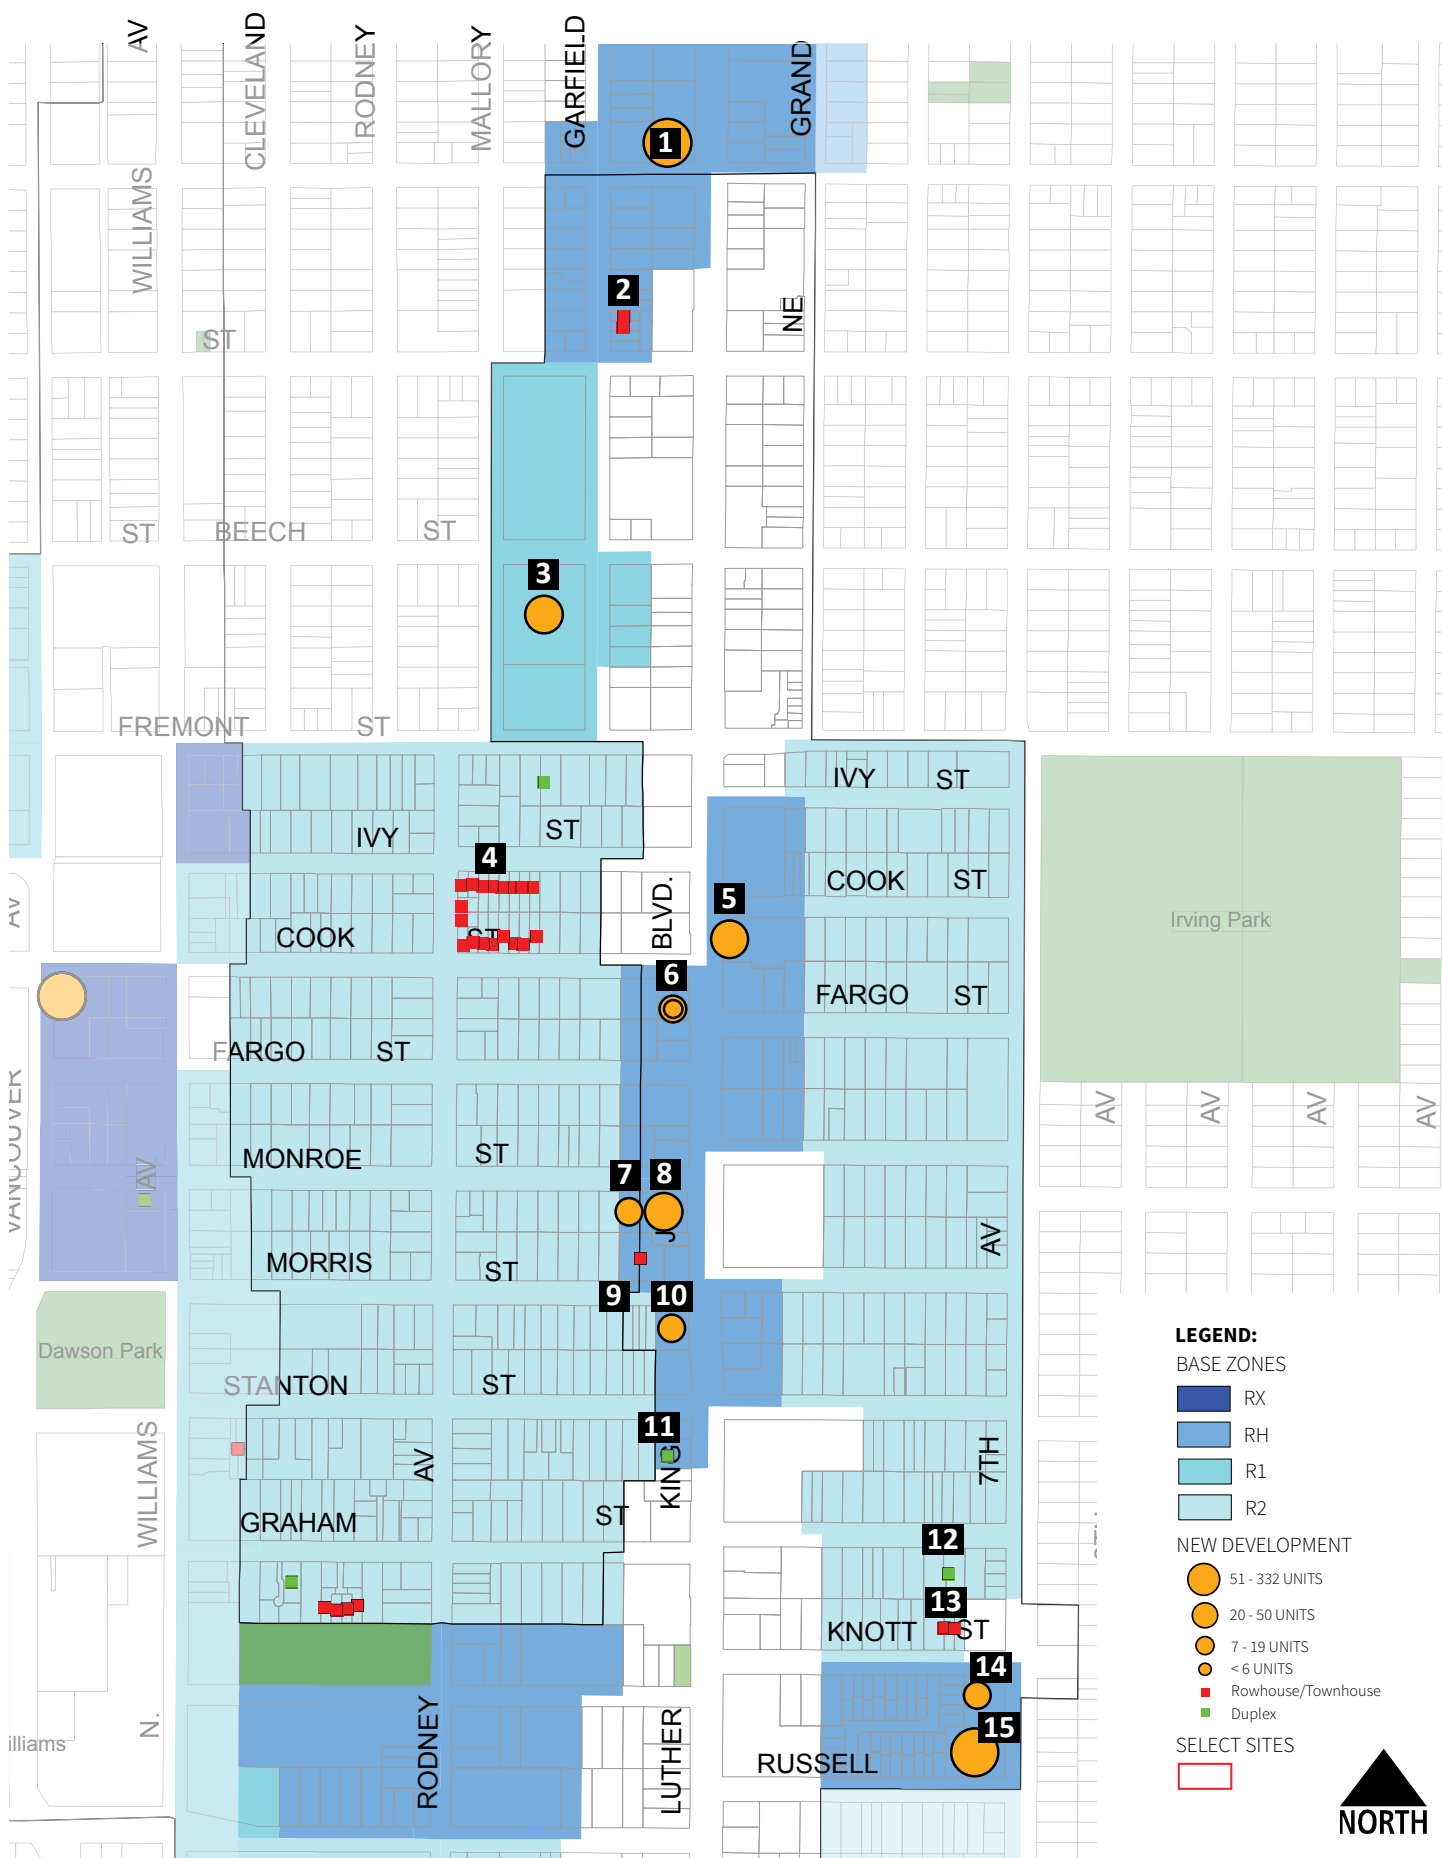 AV
CLEVELAND
RODNEY
MALLORY
GARFIELD
GRAND
1
WILLIAMS
2
NE
ST
ST
BEECH
ST
3
FREMONT
ST
IVY
ST
IVY
ST
4
COOK
ST
5
BLVD.
AV
Irving Park
COOK
ST
6
FARGO
ST
FARGO
ST
VANCOUVER
AV
AV
AV
AV
MONROE
ST
AV
7
8
J
AV
MORRIS
ST
9
10
Dawson Park
STANTON
ST
11
WILLIAMS
AV
KING
7TH
GRAHAM
ST
12
13
KNOTT
ST
14
15
N.
illiams
RODNEY
LUTHER
RUSSELL
LEGEND:
BASE ZONES
RX
RH
R1
R2
NEW DEVELOPMENT
51 - 332 UNITS
20 - 50 UNITS
7 - 19 UNITS
< 6 UNITS
Rowhouse/Townhouse
Duplex
SELECT SITES
NORTH